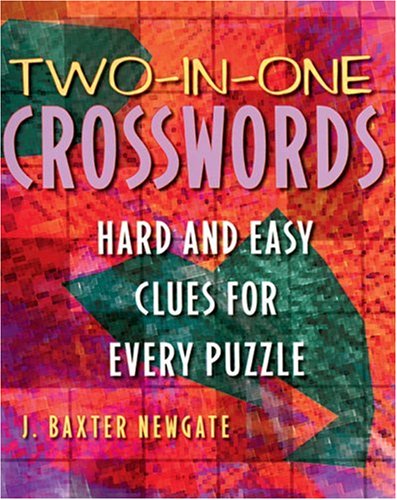 TWO-IN-ONE
CROSSWORDS
HARD AND EASY
CLUES FOR
EVERY PUZZLE
J. BAXTER NEWGATE